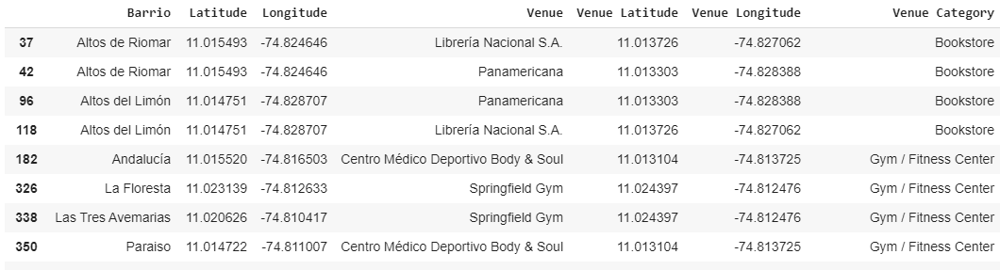 Barrio Latitude Longitude Venue Venue Latitude Venue Longitude Venue Category
37 Altos de Riomar 11.015493 -74.824646 Librería Nacional S.A. 11.013726 -74.827062 Bookstore
42 Altos de Riomar 11.015493 -74.824646 Panamericana 11.013303 -74.828388 Bookstore
96 Altos del Limón 11.014751 -74.828707 Panamericana 11.013303 -74.828388 Bookstore
118 Altos del Limón 11.014751 -74.828707 Librería Nacional S.A. 11.013726 -74.827062 Bookstore
182 Andalucía 11.015520 -74.816503 Centro Médico Deportivo Body & Soul 11.013104 -74.813725 Gym / Fitness Center
326 La Floresta 11.023139 -74.812633 Springfield Gym 11.024397 -74.812476 Gym / Fitness Center
338 Las Tres Avemarias 11.020626 -74.810417 Springfield Gym 11.024397 -74.812476 Gym / Fitness Center
350 Paraiso 11.014722 -74.811007 Centro Médico Deportivo Body & Soul 11.013104 -74.813725 Gym / Fitness Center